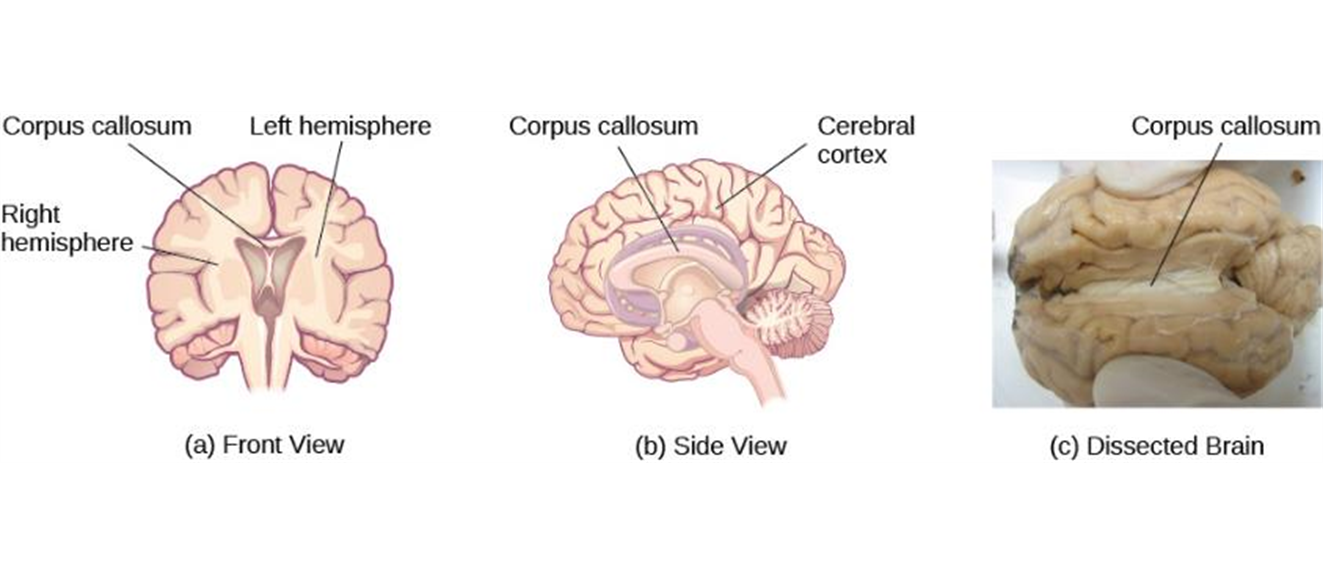 Corpus callosum
Left hemisphere
Right
hemisphere
(a) Front View
Corpus callosum
Cerebral
cortex
(b) Side View
Corpus callosum
(c) Dissected Brain